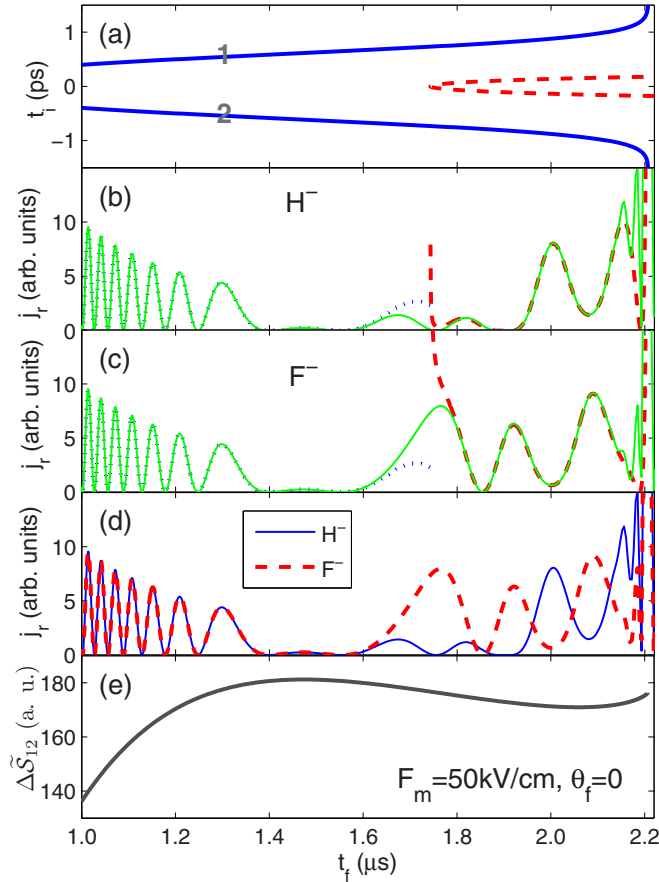 (a)
1
0
−1
t_i (ps)
1
2
(b)
H⁻
10
5
0
j_r (arb. units)
(c)
F⁻
10
5
0
j_r (arb. units)
(d)
H⁻
F⁻
10
5
0
j_r (arb. units)
(e)
180
160
140
ΔS̃₁₂ (a. u.)
F_m=50kV/cm, θ_f=0
1.0 1.2 1.4 1.6 1.8 2.0 2.2
t_f (μs)